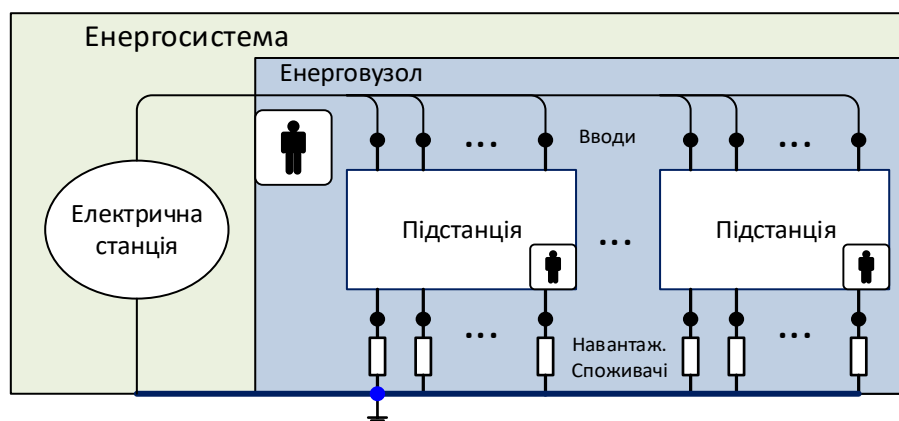 Енергосистема
Енерговузол
Вводи
Електрична
станція
Підстанція
...
Підстанція
...
...
...
...
Навантаж.
Споживачі